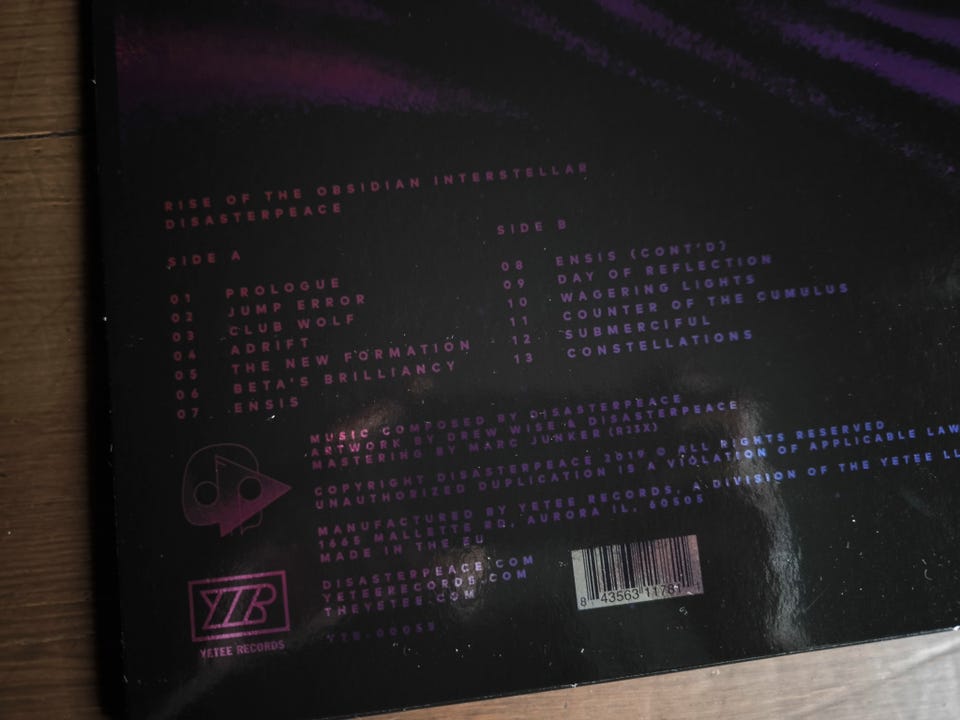 RISE OF THE OBSIDIAN INTERSTELLAR
DISASTERPEACE
SIDE A
01 PROLOGUE
02 JUMP ERROR
03 CLUB WOLF
04 ADRIFT
05 THE NEW FORMATION
06 BETA'S BRILLIANCY
07 ENSIS
SIDE B
08 ENSIS (CONT'D)
09 DAY OF REFLECTION
10 WAGERING LIGHTS
11 COUNTER OF THE CUMULUS
12 SUBMERCIFUL
13 CONSTELLATIONS
MUSIC COMPOSED BY DISASTERPEACE
ARTWORK BY DREW WISE & DISASTERPEACE
MASTERING BY MARC JUNKER (R23X)
COPYRIGHT DISASTERPEACE 2019 © ALL RIGHTS RESERVED
UNAUTHORIZED DUPLICATION IS A VIOLATION OF APPLICABLE LAW
MANUFACTURED BY YETEE RECORDS, A DIVISION OF THE YETEE LL
1665 MALLETTE RD, AURORA IL, 60505
MADE IN THE EU
DISASTERPEACE.COM
YETEERECORDS.COM
THEYETEE.COM
YETEE RECORDS
8 43563 11781